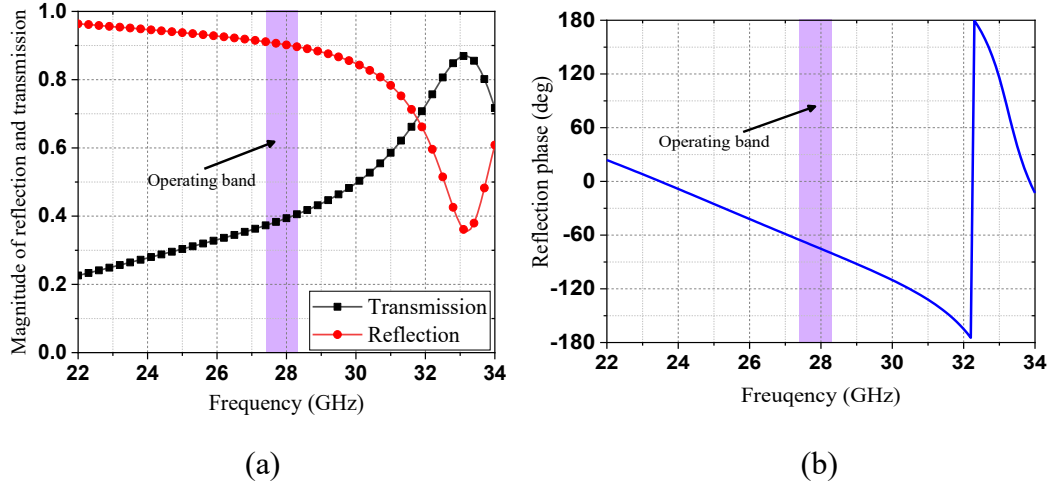 Magnitude of reflection and transmission
1.0
0.8
0.6
0.4
0.2
0.0
Operating band
Transmission
Reflection
22 24 26 28 30 32 34
Frequency (GHz)
(a)
Reflection phase (deg)
180
120
60
0
-60
-120
-180
Operating band
22 24 26 28 30 32 34
Freuqency (GHz)
(b)